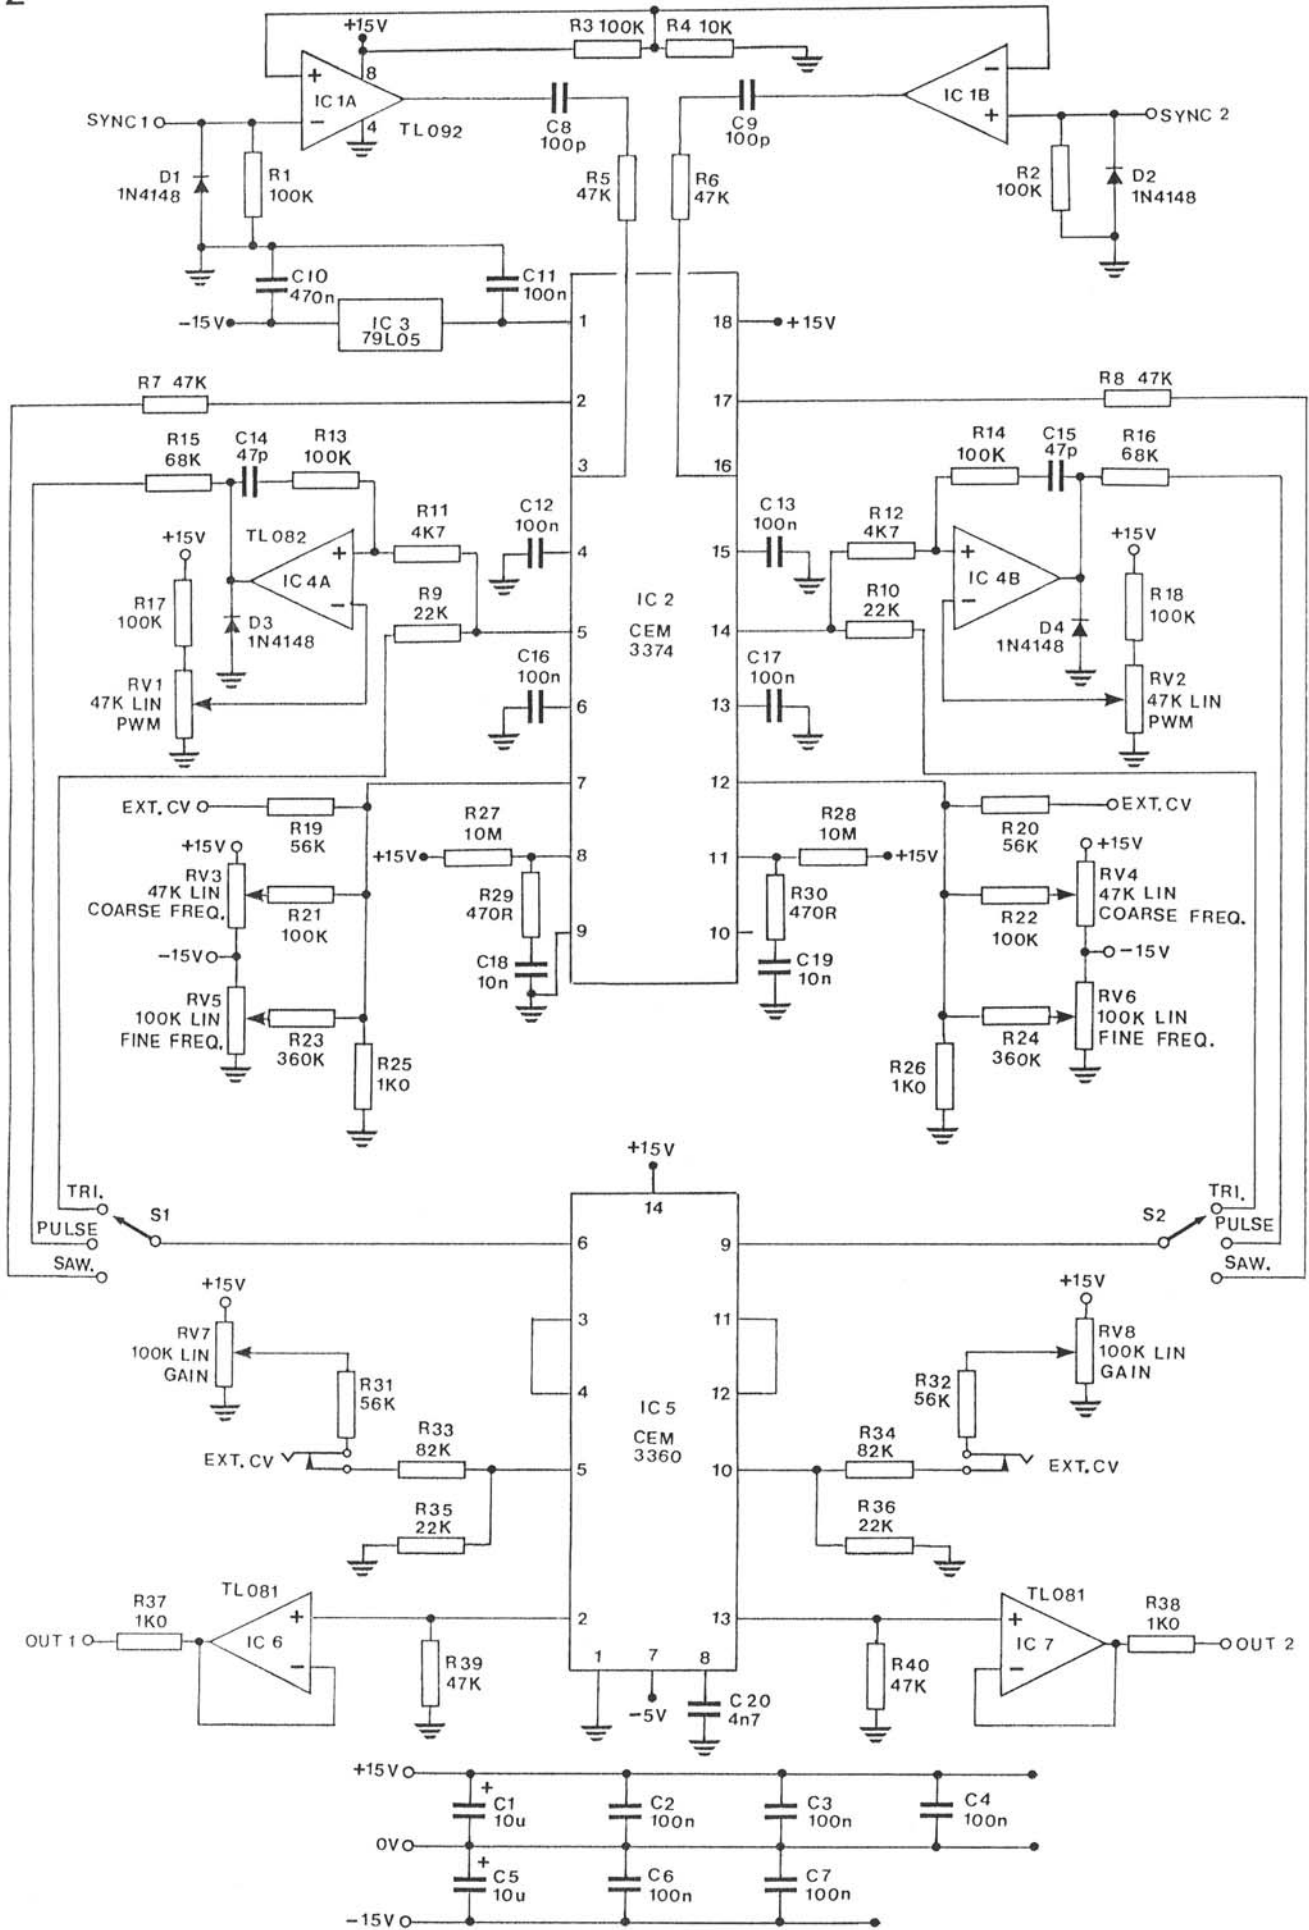 2
+15V
R3 100K
R4 10K
+
8
IC 1A
−
4
TL092
SYNC 1
C8
100p
C9
100p
−
IC 1B
+
SYNC 2
D1
1N4148
R1
100K
R5
47K
R6
47K
R2
100K
D2
1N4148
C10
470n
C11
100n
−15V
IC 3
79L05
1
18
+15V
R7 47K
2
17
R8 47K
R15
68K
C14
47p
R13
100K
3
16
R14
100K
C15
47p
R16
68K
+15V
TL082
R11
4K7
C12
100n
4
15
C13
100n
R12
4K7
+15V
R17
100K
IC 4A
+
−
D3
1N4148
R9
22K
5
IC 2
CEM
3374
14
R10
22K
+
−
IC 4B
D4
1N4148
R18
100K
RV1
47K LIN
PWM
C16
100n
6
13
C17
100n
RV2
47K LIN
PWM
7
12
EXT. CV
R19
56K
R20
56K
EXT. CV
+15V
RV3
47K LIN
COARSE FREQ.
R21
100K
+15V
R27
10M
8
11
R28
10M
+15V
R22
100K
+15V
RV4
47K LIN
COARSE FREQ.
R29
470R
9
10
R30
470R
−15V
C18
10n
C19
10n
−15V
RV5
100K LIN
FINE FREQ.
R23
360K
R24
360K
RV6
100K LIN
FINE FREQ.
R25
1K0
R26
1K0
+15V
14
TRI.
PULSE
SAW.
S1
6
9
S2
TRI.
PULSE
SAW.
+15V
RV7
100K LIN
GAIN
3
11
+15V
RV8
100K LIN
GAIN
R31
56K
4
12
R32
56K
IC 5
CEM
3360
EXT. CV
R33
82K
5
10
R34
82K
EXT. CV
R35
22K
R36
22K
R37
1K0
TL081
OUT 1
IC 6
+
−
2
13
TL081
+
−
IC 7
R38
1K0
OUT 2
R39
47K
1
7
8
R40
47K
−5V
C 20
4n7
+15V
+
C1
10u
C2
100n
C3
100n
C4
100n
0V
+
C5
10u
C6
100n
C7
100n
−15V